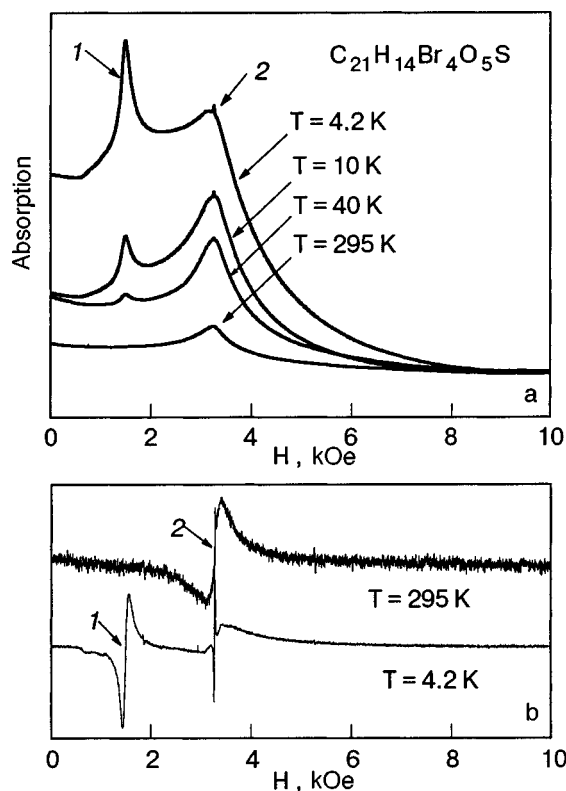 1
2
C21H14Br4O5S
T = 4.2 K
T = 10 K
T = 40 K
T = 295 K
Absorption
a
0 2 4 6 8 10
H , kOe
2
T = 295 K
1
T = 4.2 K
b
0 2 4 6 8 10
H , kOe